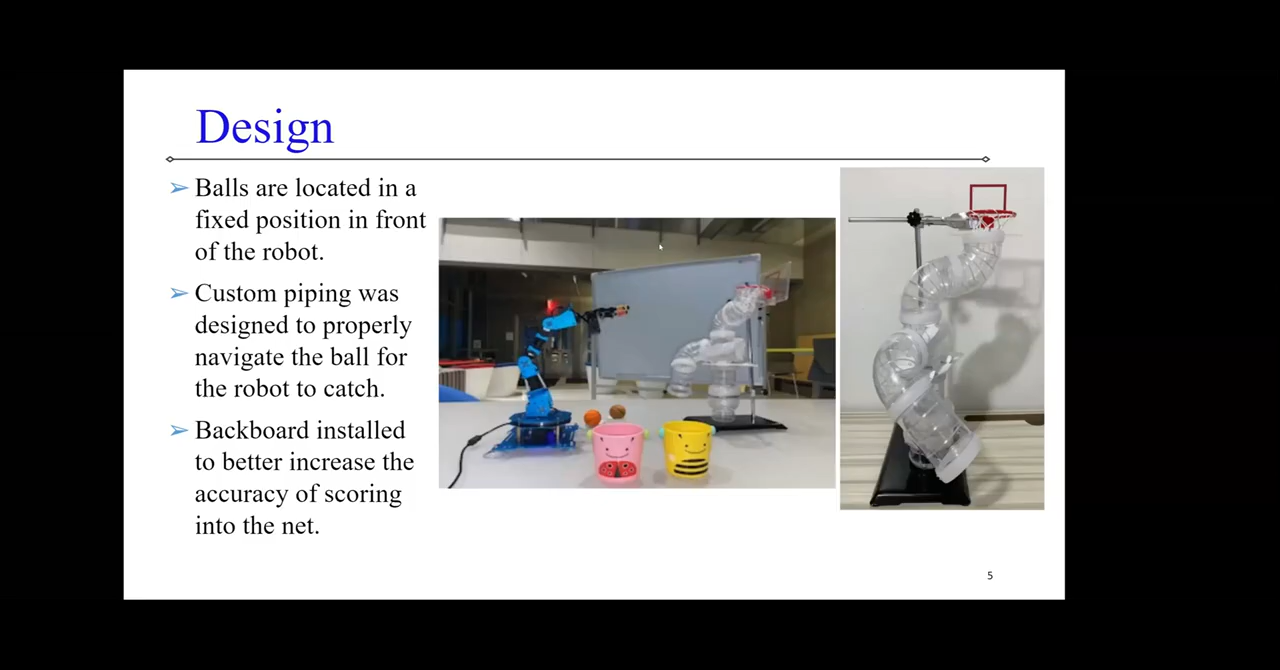 Design
➢ Balls are located in a
fixed position in front
of the robot.
➢ Custom piping was
designed to properly
navigate the ball for
the robot to catch.
➢ Backboard installed
to better increase the
accuracy of scoring
into the net.
5